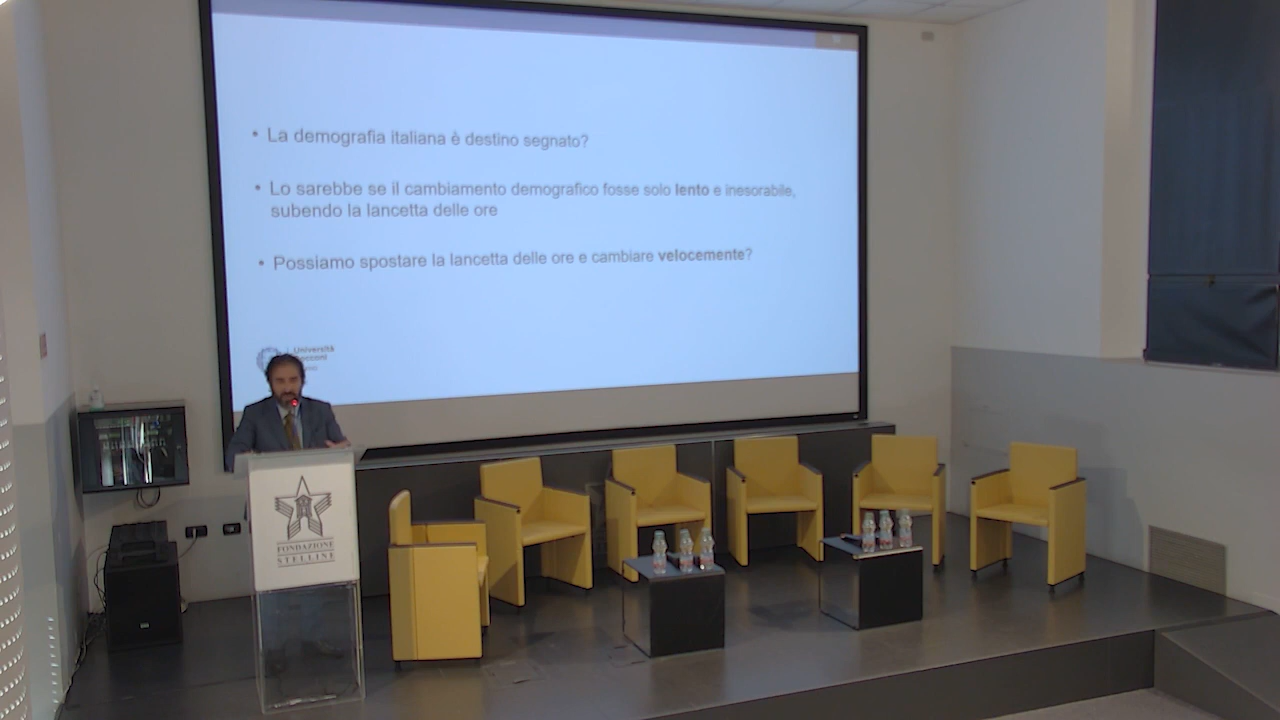 • La demografia italiana è destino segnato?
• Lo sarebbe se il cambiamento demografico fosse solo lento e inesorabile,
subendo la lancetta delle ore
• Possiamo spostare la lancetta delle ore e cambiare velocemente?
Università
FONDAZIONE
STELLINE